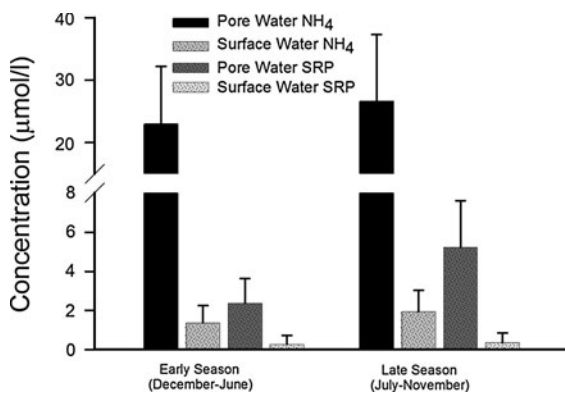 Pore Water NH₄
Surface Water NH₄
Pore Water SRP
Surface Water SRP
Concentration (μmol/l)
40
30
20
8
6
4
2
0
Early Season
(December-June)
Late Season
(July-November)